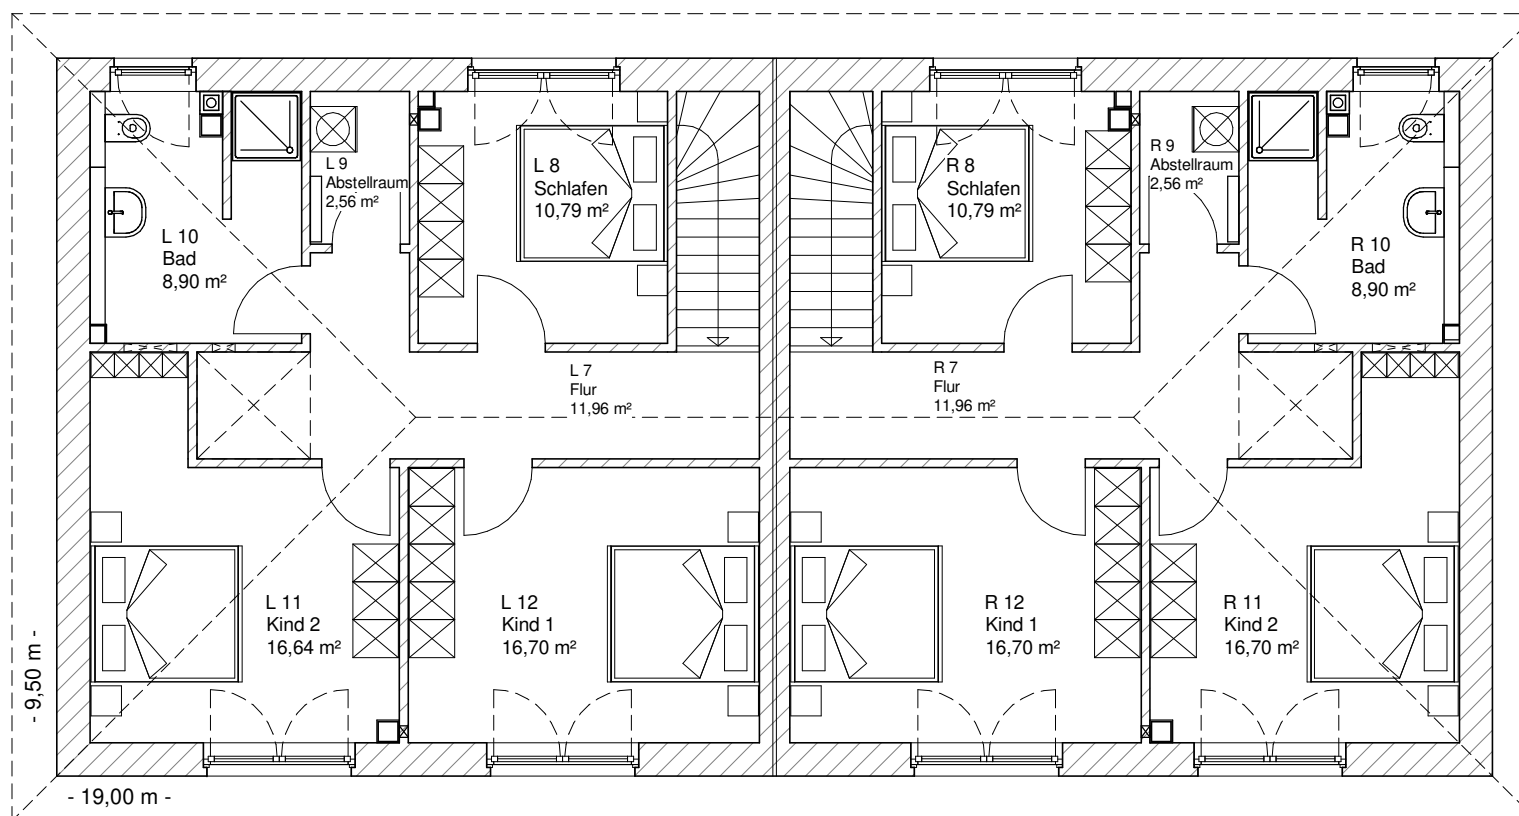 L 9
Abstellraum
2,56 m²
L 8
Schlafen
10,79 m²
R 8
Schlafen
10,79 m²
R 9
Abstellraum
2,56 m²
L 10
Bad
8,90 m²
R 10
Bad
8,90 m²
L 7
Flur
11,96 m²
R 7
Flur
11,96 m²
L 11
Kind 2
16,64 m²
L 12
Kind 1
16,70 m²
R 12
Kind 1
16,70 m²
R 11
Kind 2
16,70 m²
- 9,50 m -
- 19,00 m -